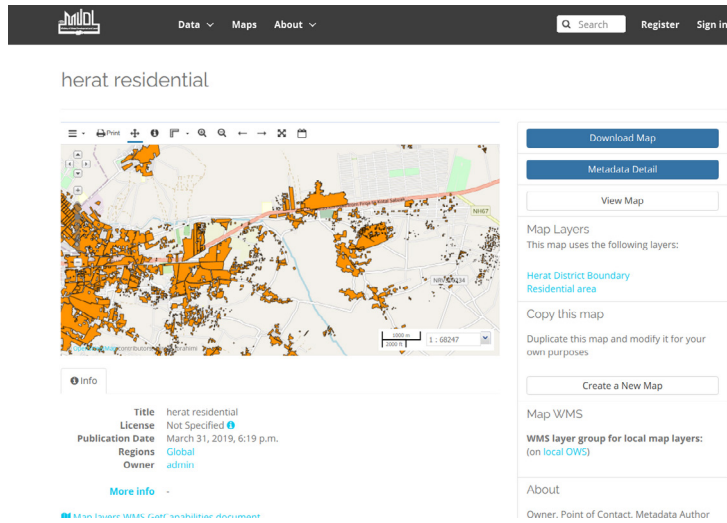 MUDL
Data Maps About
Search Register Sign in
herat residential
Print
NH67
1000 m
2000 ft
1 : 68247
Download Map
Metadata Detail
View Map
Map Layers
This map uses the following layers:
Herat District Boundary
Residential area
Copy this map
Duplicate this map and modify it for your
own purposes
Create a New Map
Map WMS
WMS layer group for local map layers:
(on local OWS)
About
Owner, Point of Contact, Metadata Author
Info
Title herat residential
License Not Specified
Publication Date March 31, 2019, 6:19 p.m.
Regions Global
Owner admin
More info -
Map layers WMS GetCapabilities document